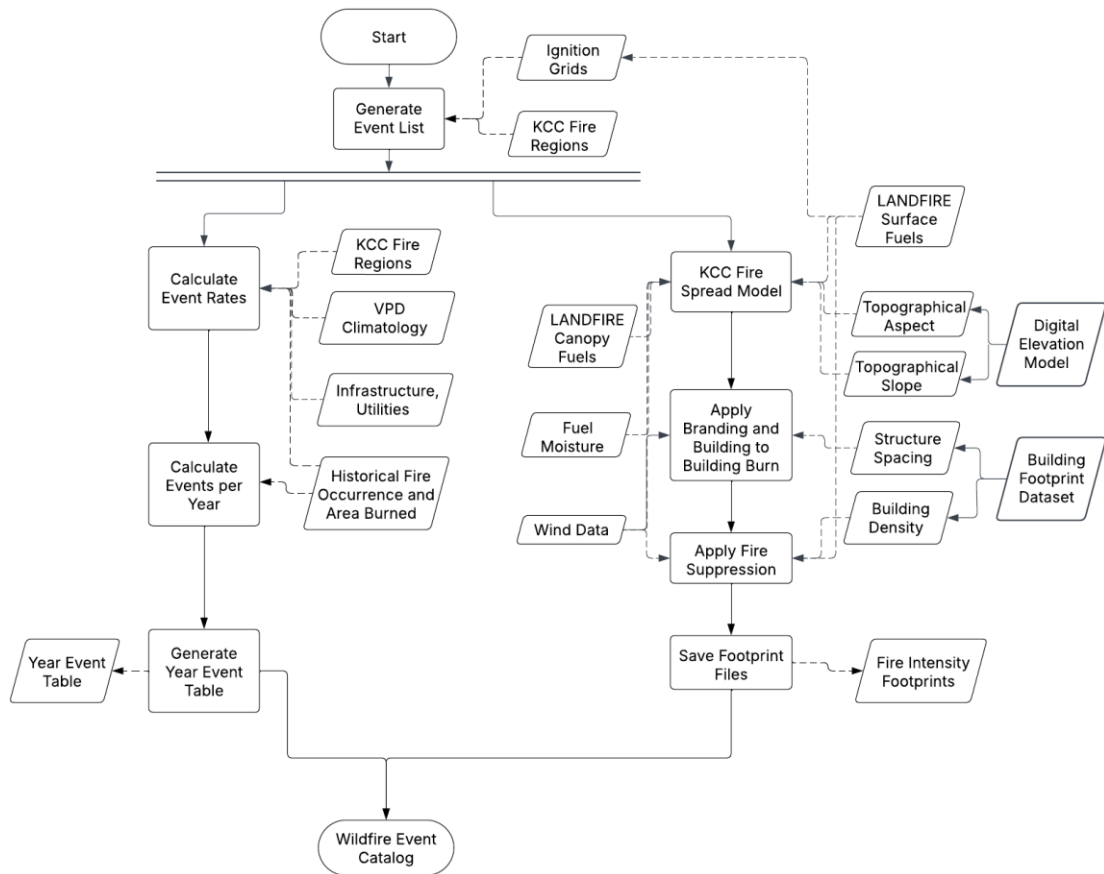 Start
Ignition
Grids
Generate
Event List
KCC Fire
Regions
LANDFIRE
Surface
Fuels
KCC Fire
Regions
Calculate
Event Rates
KCC Fire
Spread Model
VPD
Climatology
LANDFIRE
Canopy
Fuels
Topographical
Aspect
Digital
Elevation
Model
Topographical
Slope
Infrastructure,
Utilities
Fuel
Moisture
Apply
Branding and
Building to
Building Burn
Structure
Spacing
Building
Footprint
Dataset
Calculate
Events per
Year
Historical Fire
Occurrence and
Area Burned
Wind Data
Building
Density
Apply Fire
Suppression
Year Event
Table
Generate
Year Event
Table
Save Footprint
Files
Fire Intensity
Footprints
Wildfire Event
Catalog